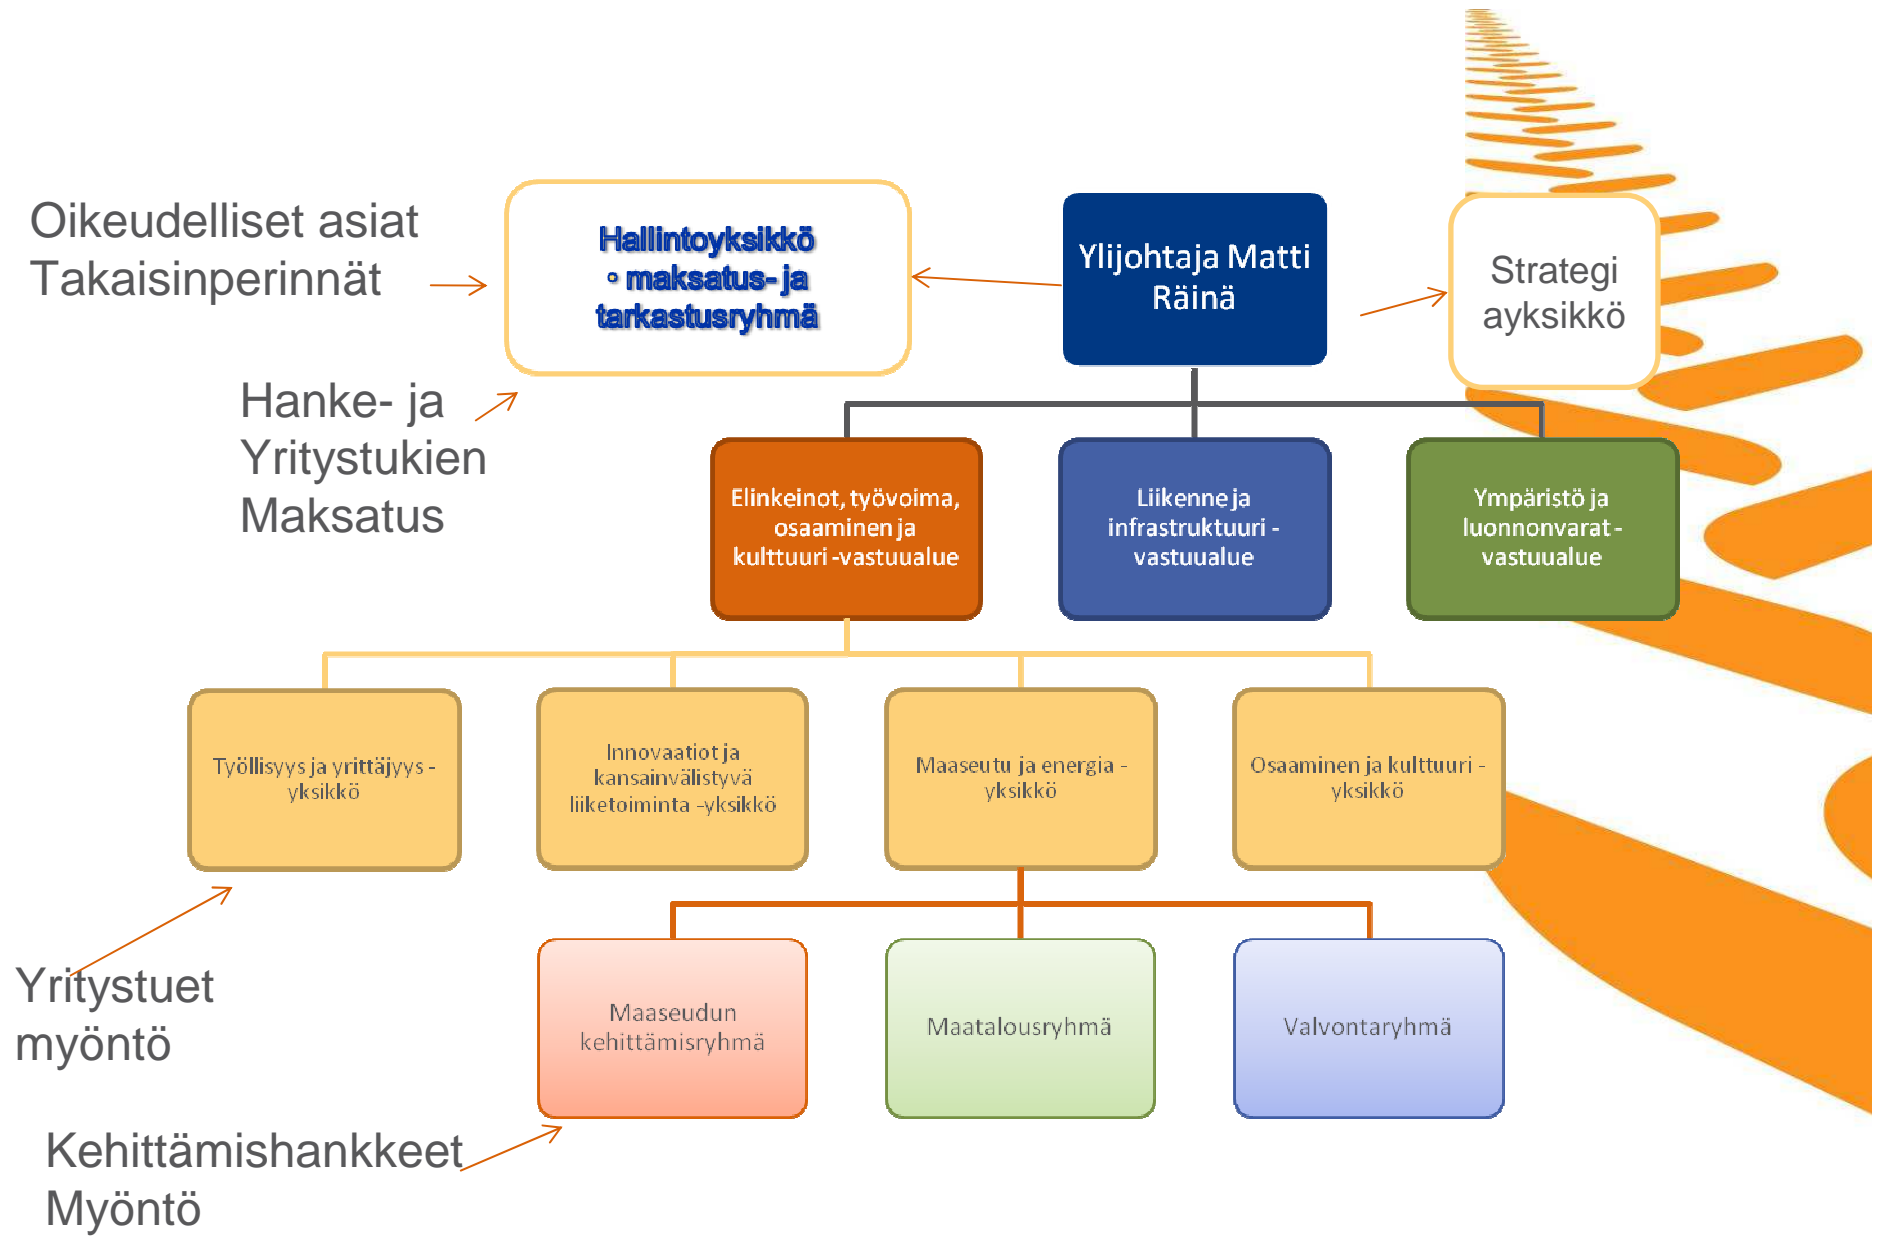 Oikeudelliset asiat
Takaisinperinnät
Hallintoyksikkö
◦ maksatus- ja
tarkastusryhmä
Ylijohtaja Matti
Räinä
Strategi
ayksikkö
Hanke- ja
Yritystukien
Maksatus
Elinkeinot, työvoima,
osaaminen ja
kulttuuri -vastuualue
Liikenne ja
infrastruktuuri -
vastuualue
Ympäristö ja
luonnonvarat -
vastuualue
Työllisyys ja yrittäjyys -
yksikkö
Innovaatiot ja
kansainvälistyvä
liiketoiminta -yksikkö
Maaseutu ja energia -
yksikkö
Osaaminen ja kulttuuri -
yksikkö
Yritystuet
myöntö
Maaseudun
kehittämisryhmä
Maatalousryhmä
Valvontaryhmä
Kehittämishankkeet
Myöntö